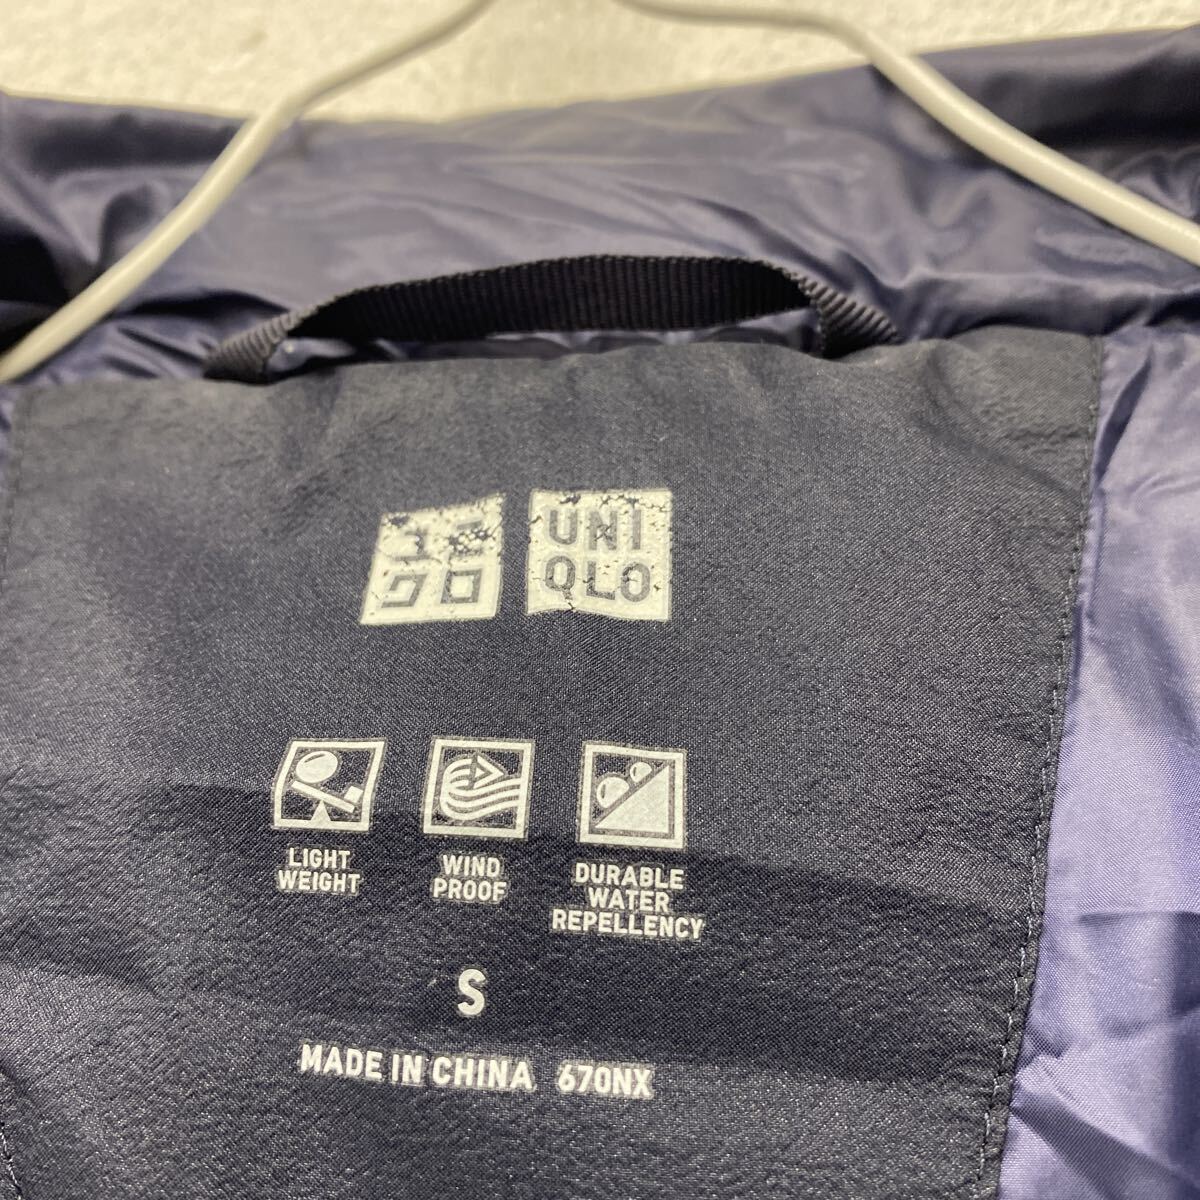 ユニ
クロ
UNI
QLO
LIGHT
WEIGHT
WIND
PROOF
DURABLE
WATER
REPELLENCY
S
MADE IN CHINA 670NX